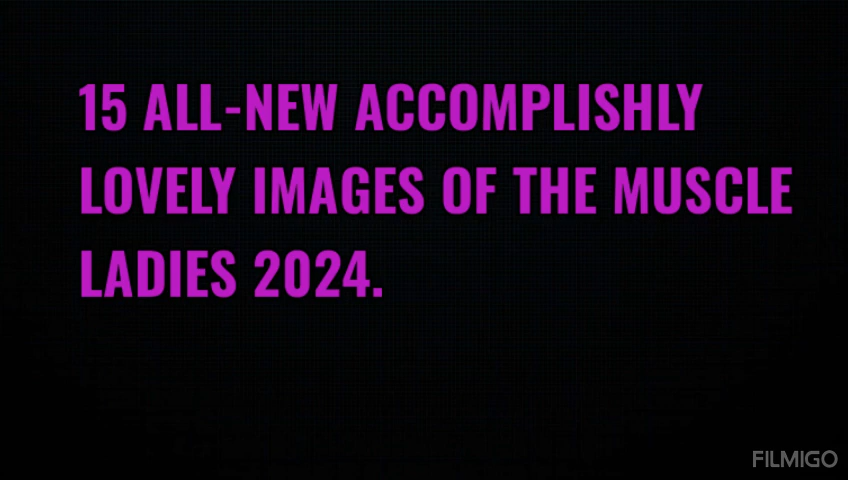 15 ALL-NEW ACCOMPLISHLY
LOVELY IMAGES OF THE MUSCLE
LADIES 2024.
FILMIGO